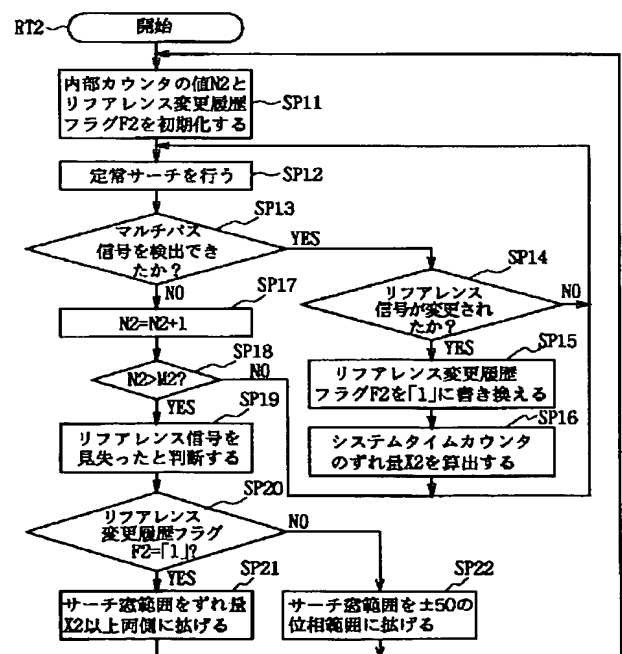 RT2
開始
内部カウンタの値N2と
リフアレンス変更履歴
フラグF2を初期化する
SP11
定常サーチを行う
SP12
SP13
マルチパス
信号を検出でき
たか?
YES
NO
SP14
リフアレンス
信号が変更され
たか?
NO
YES
SP15
リフアレンス変更履歴
フラグF2を「1」に書き換える
SP16
システムタイムカウンタ
のずれ量X2を算出する
SP17
N2=N2+1
SP18
N2>M2?
NO
YES
SP19
リフアレンス信号を
見失ったと判断する
SP20
リフアレンス
変更履歴フラグ
F2=「1」?
NO
YES
SP21
サーチ窓範囲をずれ量
X2以上両側に拡げる
SP22
サーチ窓範囲を±50の
位相範囲に拡げる